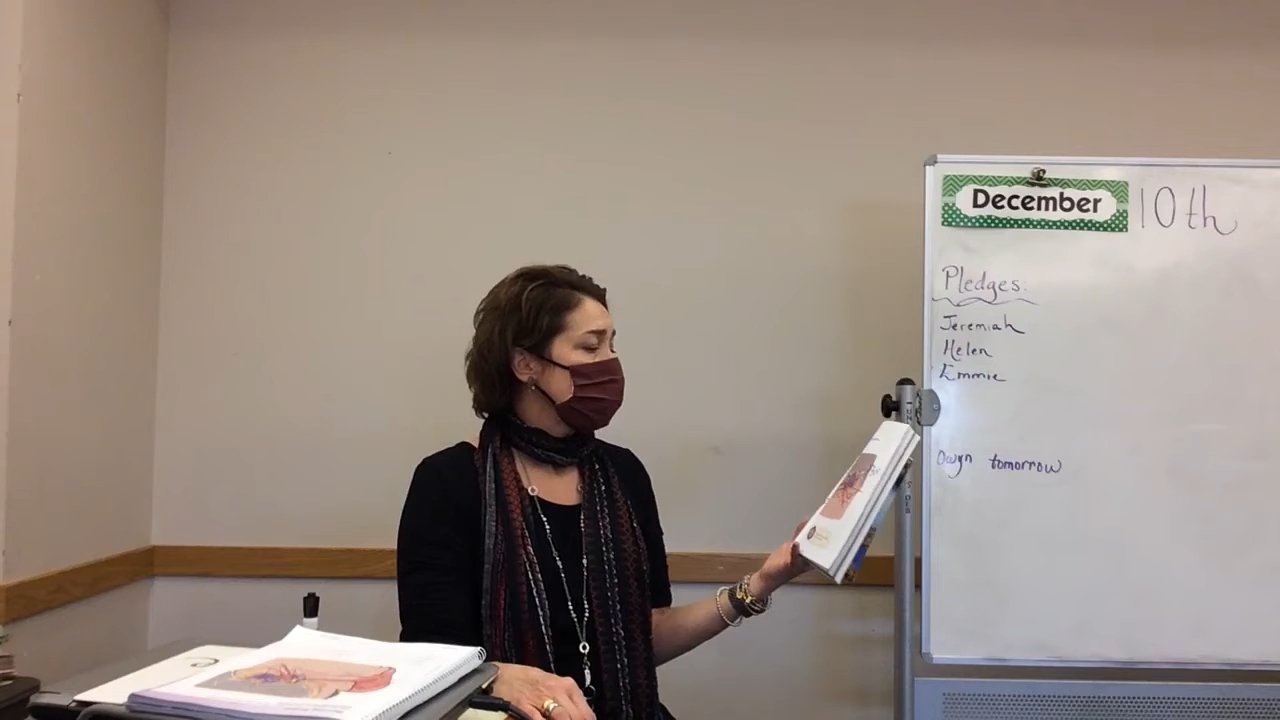 December 10th
Pledges:
Jeremiah
Helen
Emmie
Owyn tomorrow